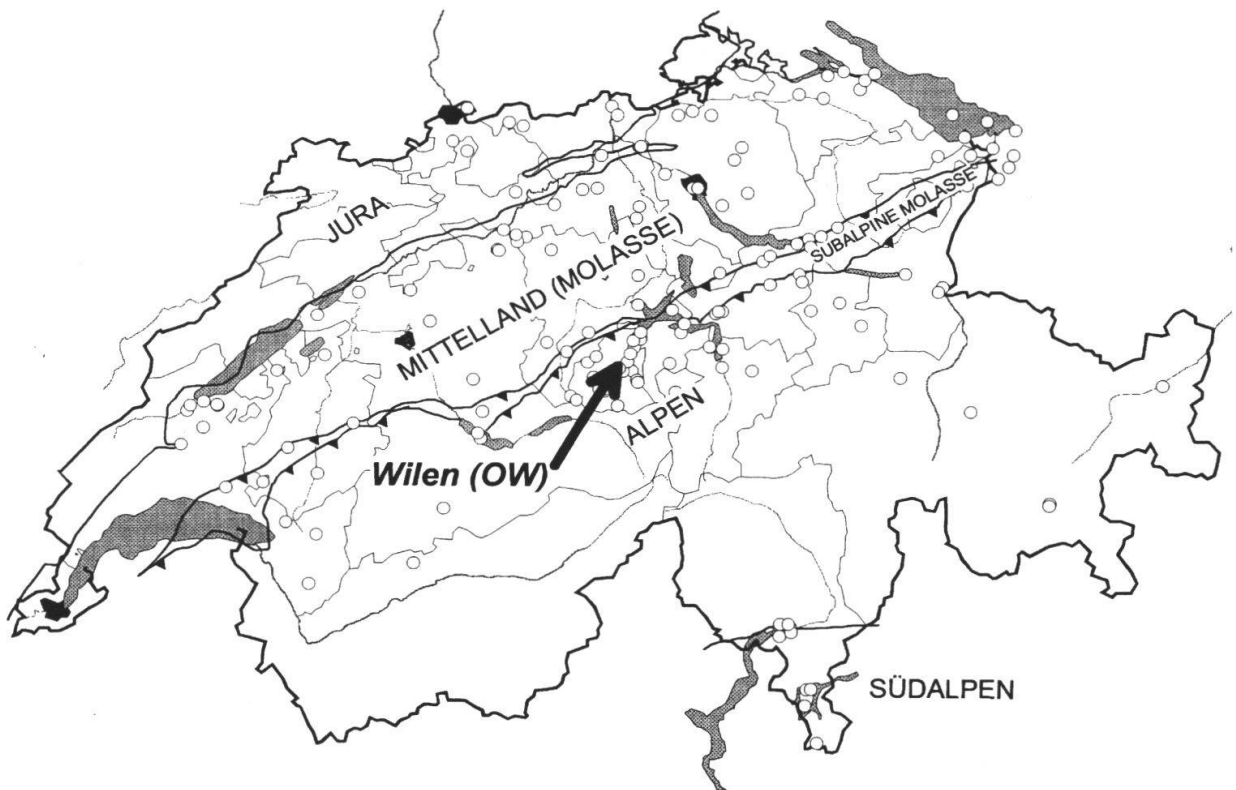 JURA
MITTELLAND (MOLASSE)
SUBALPINE MOLASSE
ALPEN
Wilen (OW)
SÜDALPEN